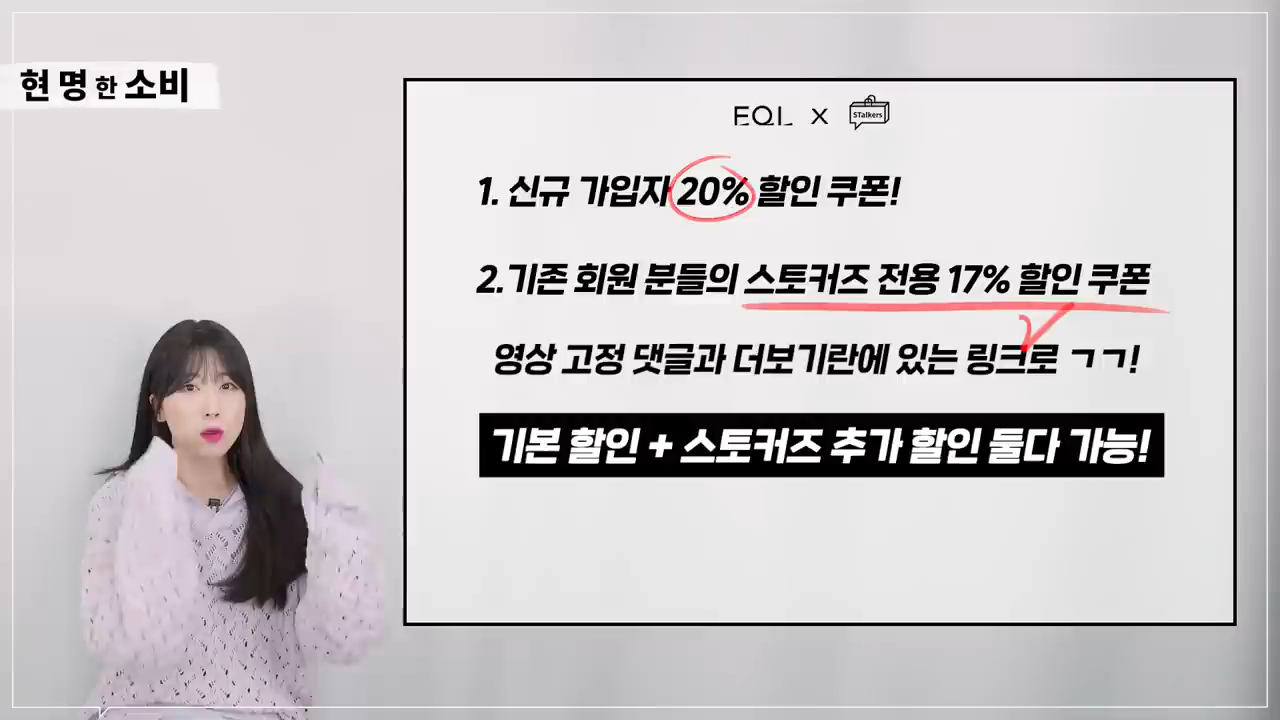 현명한 소비
EQL x STalkers
1. 신규 가입자 20% 할인 쿠폰!
2.기존 회원 분들의 스토커즈 전용 17% 할인 쿠폰
영상 고정 댓글과 더보기란에 있는 링크로 ㄱㄱ!
기본 할인 + 스토커즈 추가 할인 둘다 가능!